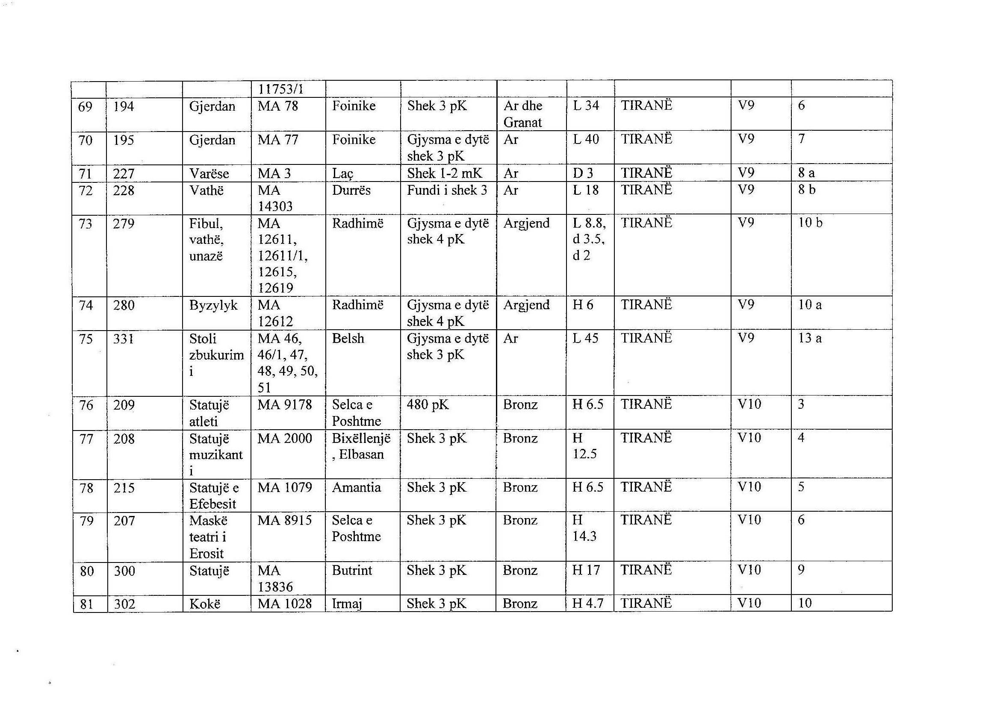 11753/1
69 194 Gjerdan MA 78 Foinike Shek 3 pK Ar dhe L 34 TIRANË V9 6
Granat
70 195 Gjerdan MA 77 Foinike Gjysma e dytë Ar L 40 TIRANË V9 7
shek 3 pK
71 227 Varëse MA 3 Laç Shek 1-2 mK Ar D 3 TIRANË V9 8 a
72 228 Vathë MA Durrës Fundi i shek 3 Ar L 18 TIRANË V9 8 b
14303
73 279 Fibul, MA Radhimë Gjysma e dytë Argjend L 8.8, TIRANË V9 10 b
vathë, 12611, shek 4 pK d 3.5,
unazë 12611/1, d 2
12615,
12619
74 280 Byzylyk MA Radhimë Gjysma e dytë Argjend H 6 TIRANË V9 10 a
12612 shek 4 pK
75 331 Stoli MA 46, Belsh Gjysma e dytë Ar L 45 TIRANË V9 13 a
zbukurim 46/1, 47, shek 3 pK
i 48, 49, 50,
51
76 209 Statujë MA 9178 Selca e 480 pK Bronz H 6.5 TIRANË V10 3
atleti Poshtme
77 208 Statujë MA 2000 Bixëllenjë Shek 3 pK Bronz H TIRANË V10 4
muzikant , Elbasan 12.5
i
78 215 Statujë e MA 1079 Amantia Shek 3 pK Bronz H 6.5 TIRANË V10 5
Efebesit
79 207 Maskë MA 8915 Selca e Shek 3 pK Bronz H TIRANË V10 6
teatri i Poshtme 14.3
Erosit
80 300 Statujë MA Butrint Shek 3 pK Bronz H 17 TIRANË V10 9
13836
81 302 Kokë MA 1028 Irmaj Shek 3 pK Bronz H 4.7 TIRANË V10 10